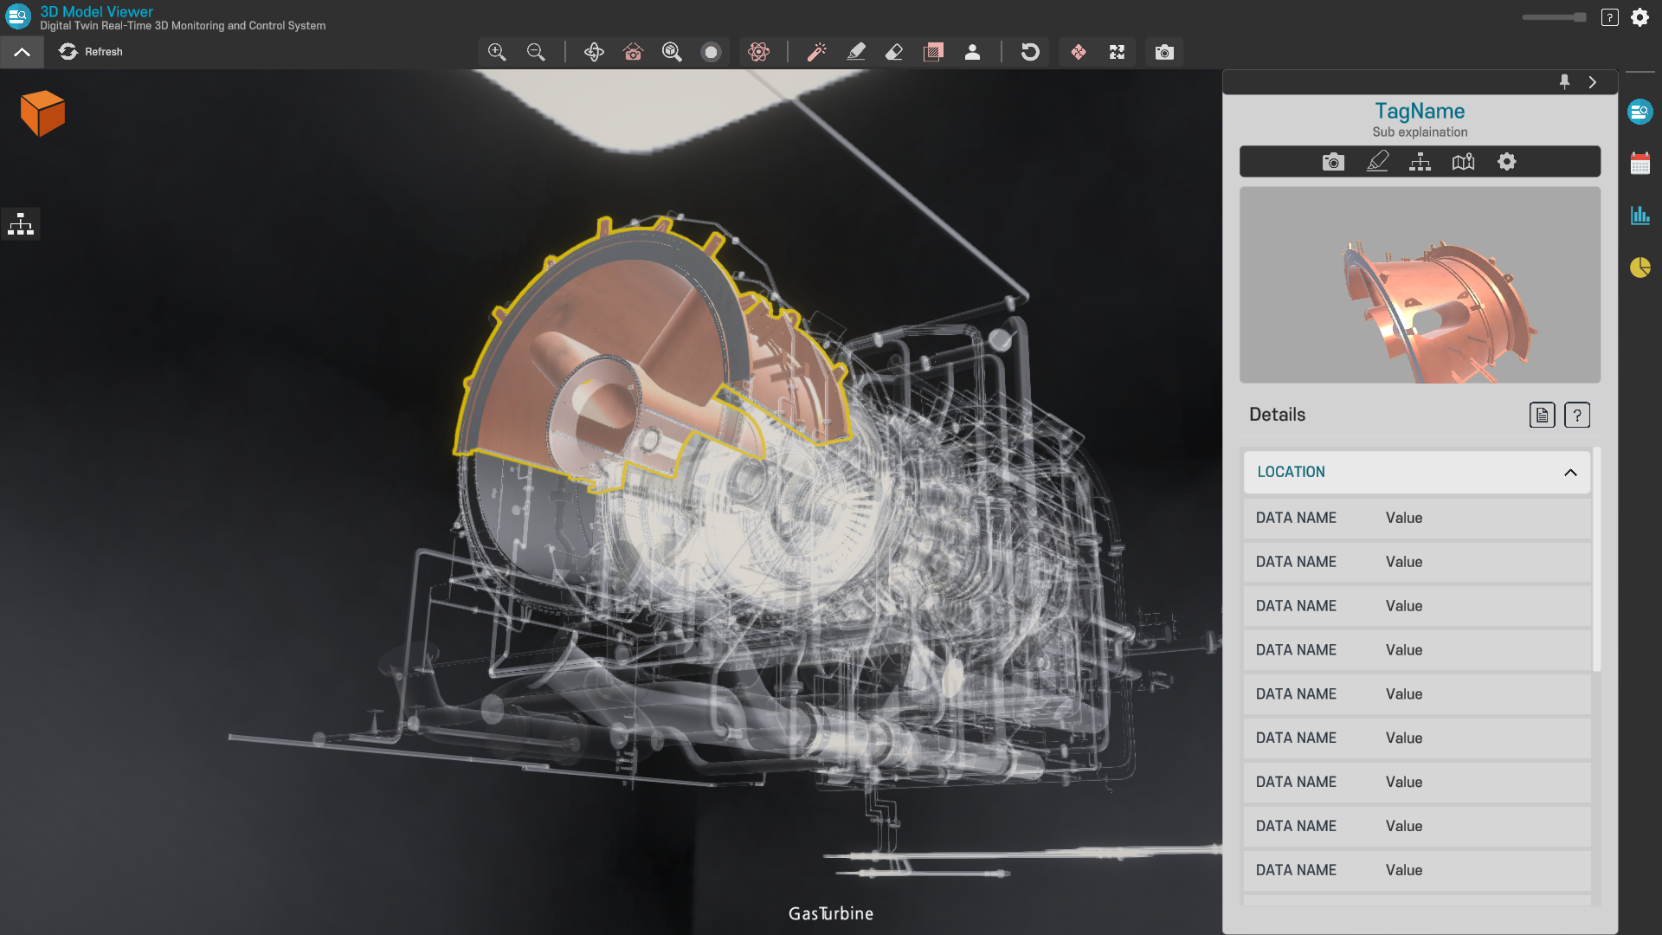 3D Model Viewer
Digital Twin Real-Time 3D Monitoring and Control System
?
Refresh
TagName
Sub explaination
Details
?
LOCATION
DATA NAME Value
DATA NAME Value
DATA NAME Value
DATA NAME Value
DATA NAME Value
DATA NAME Value
DATA NAME Value
DATA NAME Value
DATA NAME Value
GasTurbine